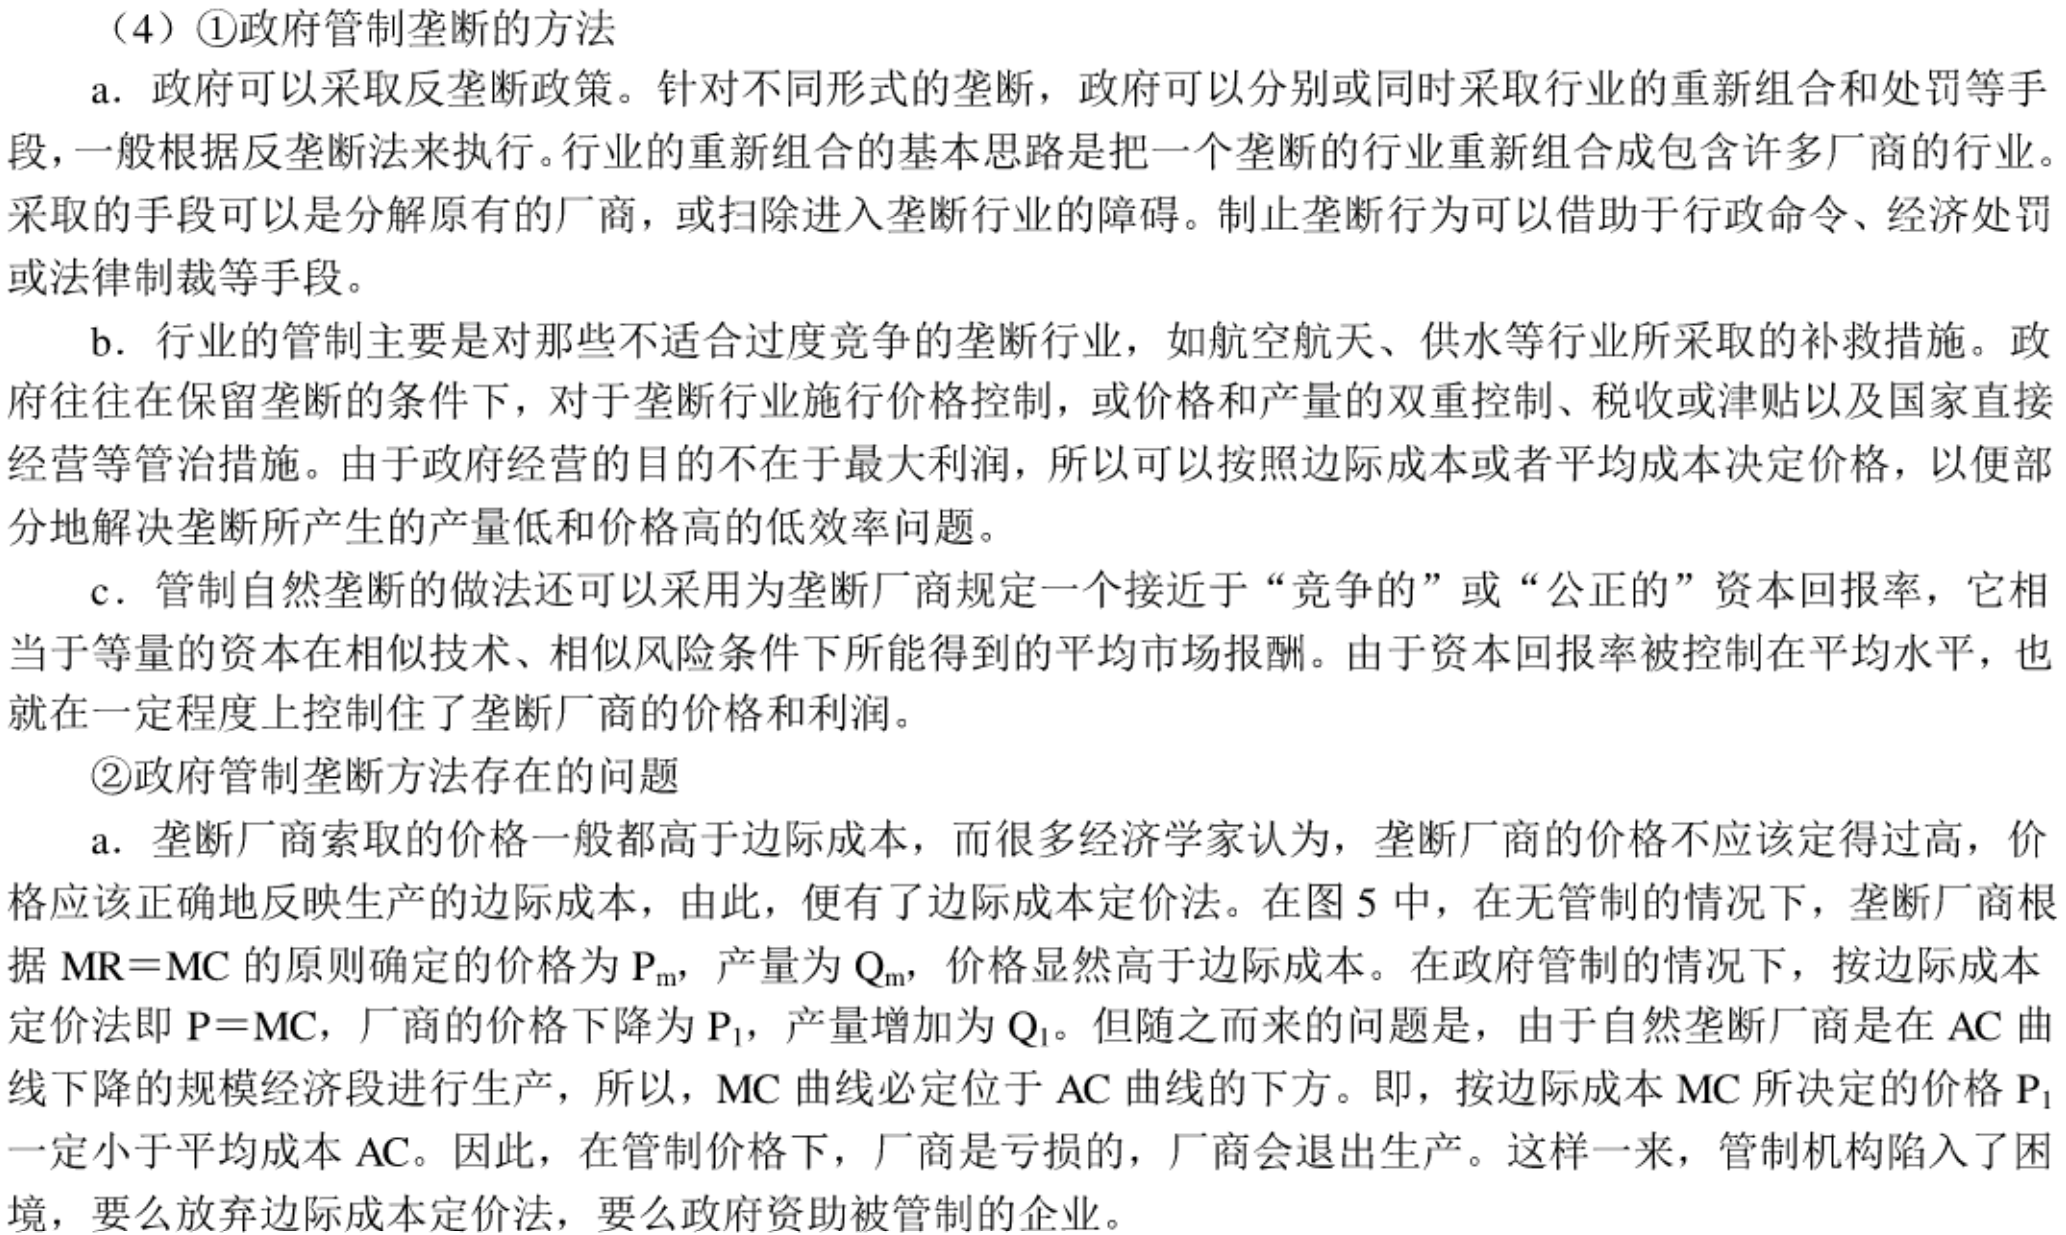 （4）①政府管制垄断的方法
a．政府可以采取反垄断政策。针对不同形式的垄断，政府可以分别或同时采取行业的重新组合和处罚等手
段，一般根据反垄断法来执行。行业的重新组合的基本思路是把一个垄断的行业重新组合成包含许多厂商的行业。
采取的手段可以是分解原有的厂商，或扫除进入垄断行业的障碍。制止垄断行为可以借助于行政命令、经济处罚
或法律制裁等手段。
b．行业的管制主要是对那些不适合过度竞争的垄断行业，如航空航天、供水等行业所采取的补救措施。政
府往往在保留垄断的条件下，对于垄断行业施行价格控制，或价格和产量的双重控制、税收或津贴以及国家直接
经营等管治措施。由于政府经营的目的不在于最大利润，所以可以按照边际成本或者平均成本决定价格，以便部
分地解决垄断所产生的产量低和价格高的低效率问题。
c．管制自然垄断的做法还可以采用为垄断厂商规定一个接近于“竞争的”或“公正的”资本回报率，它相
当于等量的资本在相似技术、相似风险条件下所能得到的平均市场报酬。由于资本回报率被控制在平均水平，也
就在一定程度上控制住了垄断厂商的价格和利润。
②政府管制垄断方法存在的问题
a．垄断厂商索取的价格一般都高于边际成本，而很多经济学家认为，垄断厂商的价格不应该定得过高，价
格应该正确地反映生产的边际成本，由此，便有了边际成本定价法。在图 5 中，在无管制的情况下，垄断厂商根
据 MR＝MC 的原则确定的价格为 Pm，产量为 Qm，价格显然高于边际成本。在政府管制的情况下，按边际成本
定价法即 P＝MC，厂商的价格下降为 P1，产量增加为 Q1。但随之而来的问题是，由于自然垄断厂商是在 AC 曲
线下降的规模经济段进行生产，所以，MC 曲线必定位于 AC 曲线的下方。即，按边际成本 MC 所决定的价格 P1
一定小于平均成本 AC。因此，在管制价格下，厂商是亏损的，厂商会退出生产。这样一来，管制机构陷入了困
境，要么放弃边际成本定价法，要么政府资助被管制的企业。